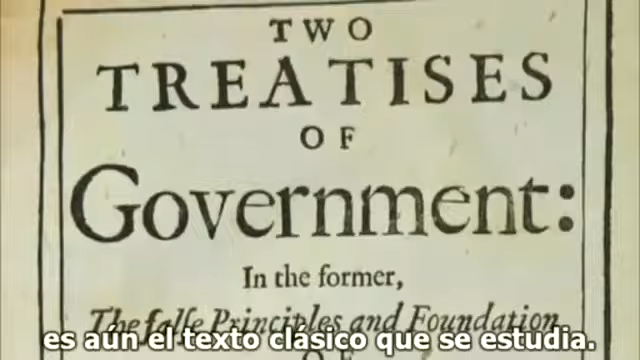 TWO
TREATISES
OF
Government:
In the former,
The falſe Principles and Foundation
es aún el texto clásico que se estudia.
OF